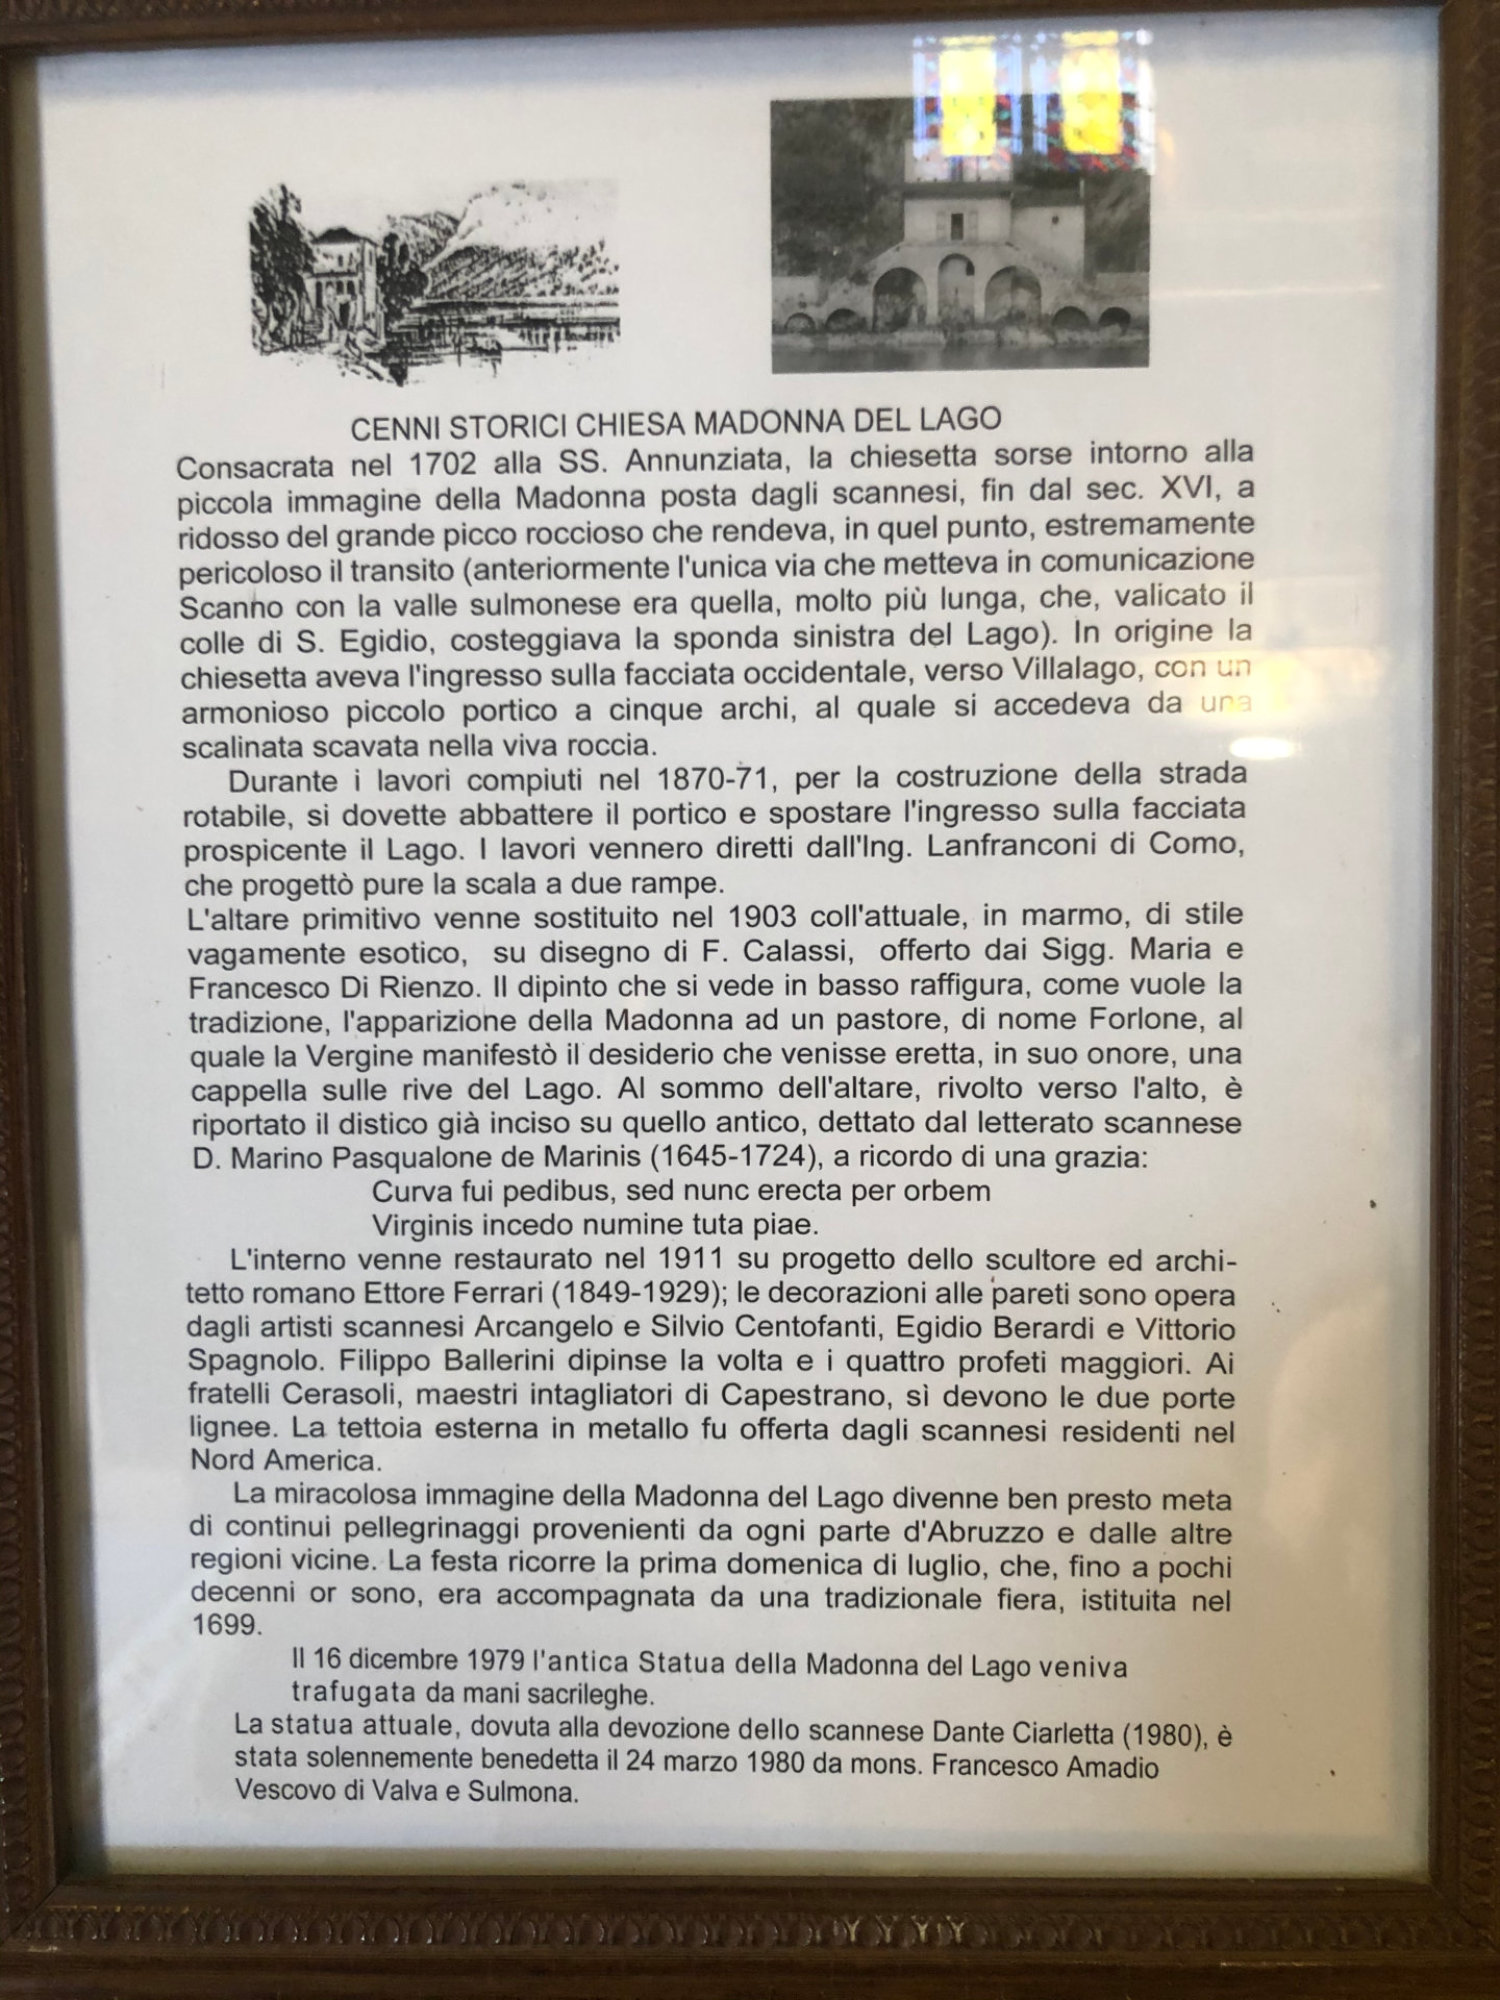 CENNI STORICI CHIESA MADONNA DEL LAGO
Consacrata nel 1702 alla SS. Annunziata, la chiesetta sorse intorno alla
piccola immagine della Madonna posta dagli scannesi, fin dal sec. XVI, a
ridosso del grande picco roccioso che rendeva, in quel punto, estremamente
pericoloso il transito (anteriormente l'unica via che metteva in comunicazione
Scanno con la valle sulmonese era quella, molto più lunga, che, valicato il
colle di S. Egidio, costeggiava la sponda sinistra del Lago). In origine la
chiesetta aveva l'ingresso sulla facciata occidentale, verso Villalago, con un
armonioso piccolo portico a cinque archi, al quale si accedeva da una
scalinata scavata nella viva roccia.
Durante i lavori compiuti nel 1870-71, per la costruzione della strada
rotabile, si dovette abbattere il portico e spostare l'ingresso sulla facciata
prospicente il Lago. I lavori vennero diretti dall'Ing. Lanfranconi di Como,
che progettò pure la scala a due rampe.
L'altare primitivo venne sostituito nel 1903 coll'attuale, in marmo, di stile
vagamente esotico, su disegno di F. Calassi, offerto dai Sigg. Maria e
Francesco Di Rienzo. Il dipinto che si vede in basso raffigura, come vuole la
tradizione, l'apparizione della Madonna ad un pastore, di nome Forlone, al
quale la Vergine manifestò il desiderio che venisse eretta, in suo onore, una
cappella sulle rive del Lago. Al sommo dell'altare, rivolto verso l'alto, è
riportato il distico già inciso su quello antico, dettato dal letterato scannese
D. Marino Pasqualone de Marinis (1645-1724), a ricordo di una grazia:
Curva fui pedibus, sed nunc erecta per orbem
Virginis incedo numine tuta piae.
L'interno venne restaurato nel 1911 su progetto dello scultore ed archi-
tetto romano Ettore Ferrari (1849-1929); le decorazioni alle pareti sono opera
dagli artisti scannesi Arcangelo e Silvio Centofanti, Egidio Berardi e Vittorio
Spagnolo. Filippo Ballerini dipinse la volta e i quattro profeti maggiori. Ai
fratelli Cerasoli, maestri intagliatori di Capestrano, sì devono le due porte
lignee. La tettoia esterna in metallo fu offerta dagli scannesi residenti nel
Nord America.
La miracolosa immagine della Madonna del Lago divenne ben presto meta
di continui pellegrinaggi provenienti da ogni parte d'Abruzzo e dalle altre
regioni vicine. La festa ricorre la prima domenica di luglio, che, fino a pochi
decenni or sono, era accompagnata da una tradizionale fiera, istituita nel
1699.
Il 16 dicembre 1979 l'antica Statua della Madonna del Lago veniva
trafugata da mani sacrileghe.
La statua attuale, dovuta alla devozione dello scannese Dante Ciarletta (1980), è
stata solennemente benedetta il 24 marzo 1980 da mons. Francesco Amadio
Vescovo di Valva e Sulmona.